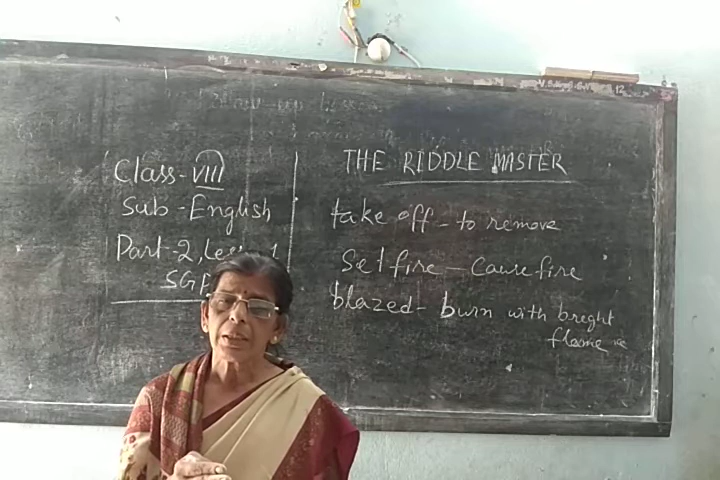 Class - VIII
Sub - English
Part - 2, 1
THE RIDDLE MASTER
take off - to remove
Set fire - Cause fire
blazed - burn with bright
flame